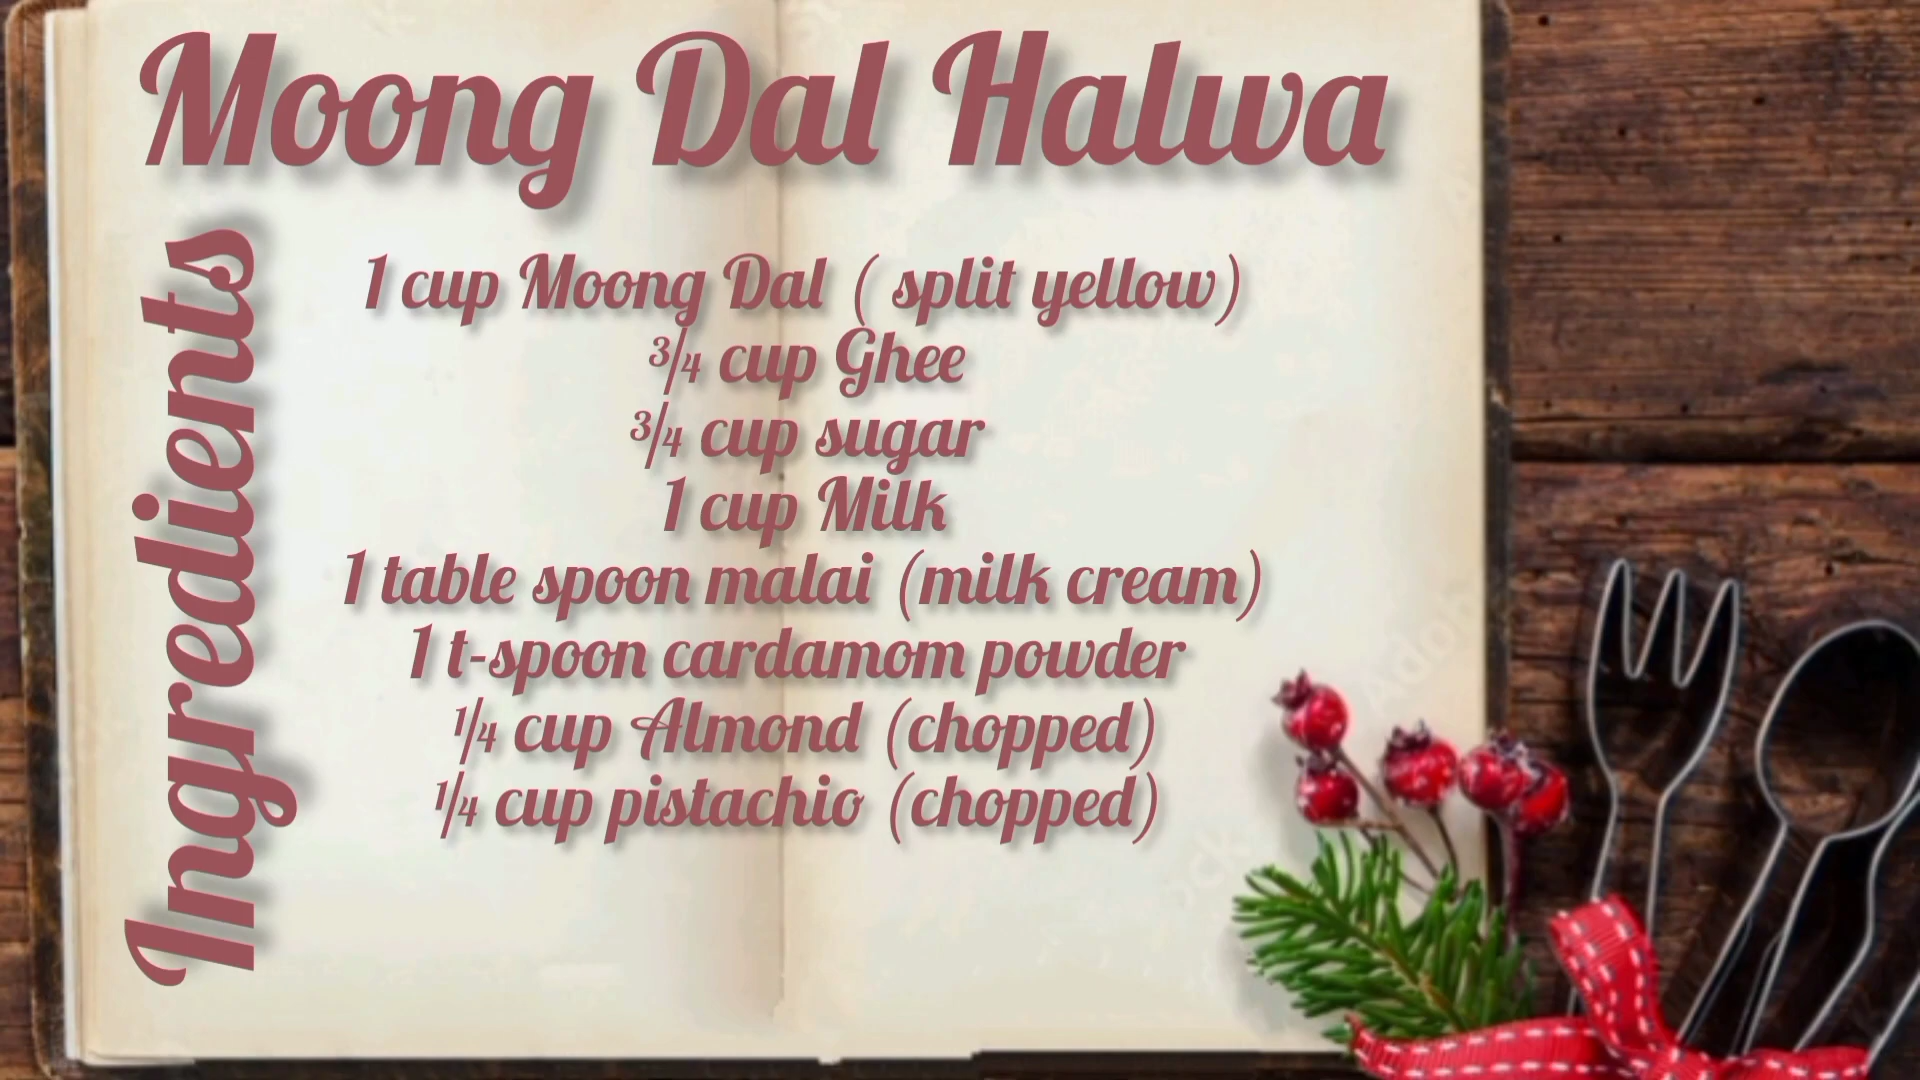 Moong Dal Halwa
Ingredients
1 cup Moong Dal ( split yellow)
3/4 cup Ghee
3/4 cup sugar
1 cup Milk
1 table spoon malai (milk cream)
1 t-spoon cardamom powder
1/4 cup Almond (chopped)
1/4 cup pistachio (chopped)